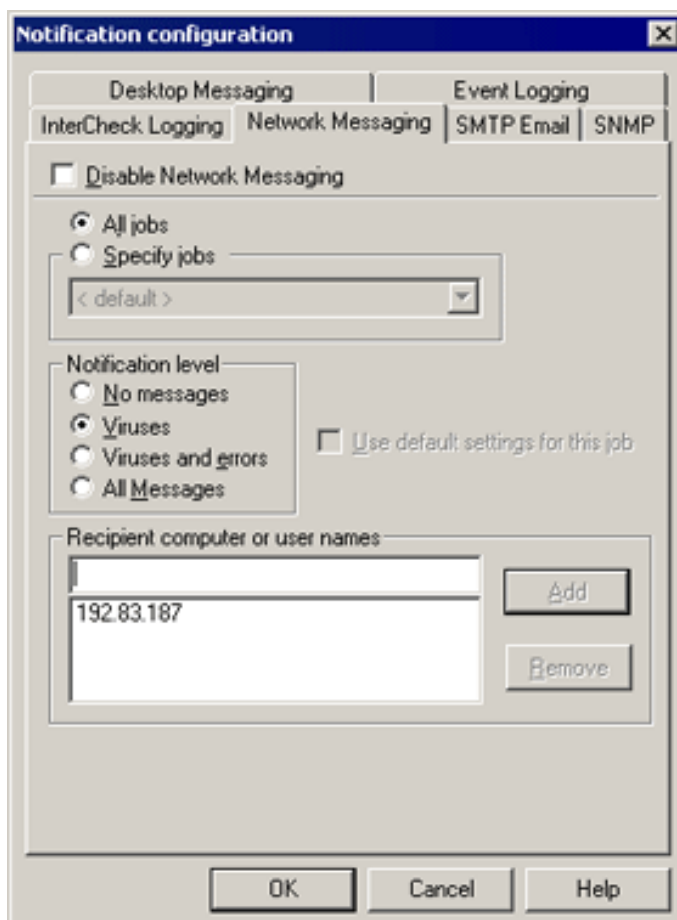 Notification configuration
Desktop Messaging
Event Logging
InterCheck Logging
Network Messaging
SMTP Email
SNMP
Disable Network Messaging
All jobs
Specify jobs
< default >
Notification level
No messages
Viruses
Viruses and errors
All Messages
Use default settings for this job
Recipient computer or user names
Add
192.83.187
Remove
OK
Cancel
Help